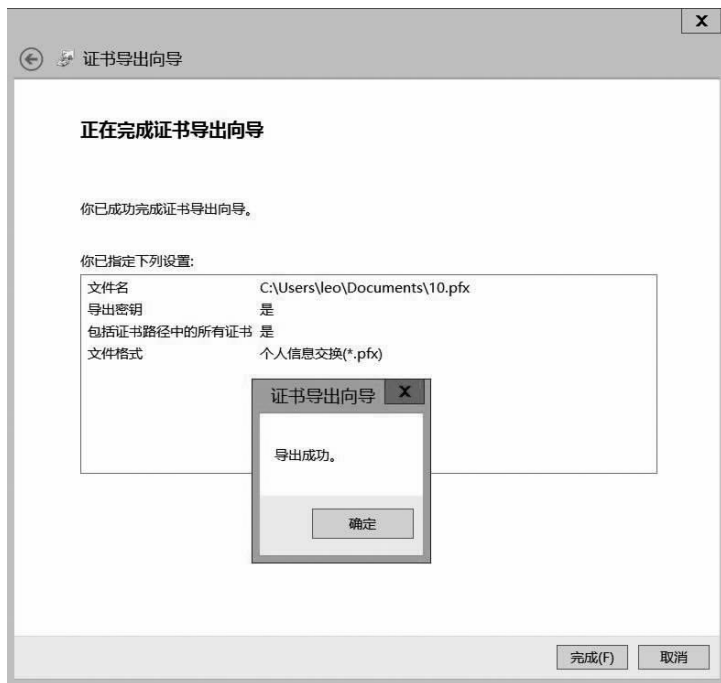 X
证书导出向导
正在完成证书导出向导
你已成功完成证书导出向导。
你已指定下列设置:
文件名 C:\Users\leo\Documents\10.pfx
导出密钥 是
包括证书路径中的所有证书 是
文件格式 个人信息交换(*.pfx)
证书导出向导 X
导出成功。
确定
完成(F) 取消